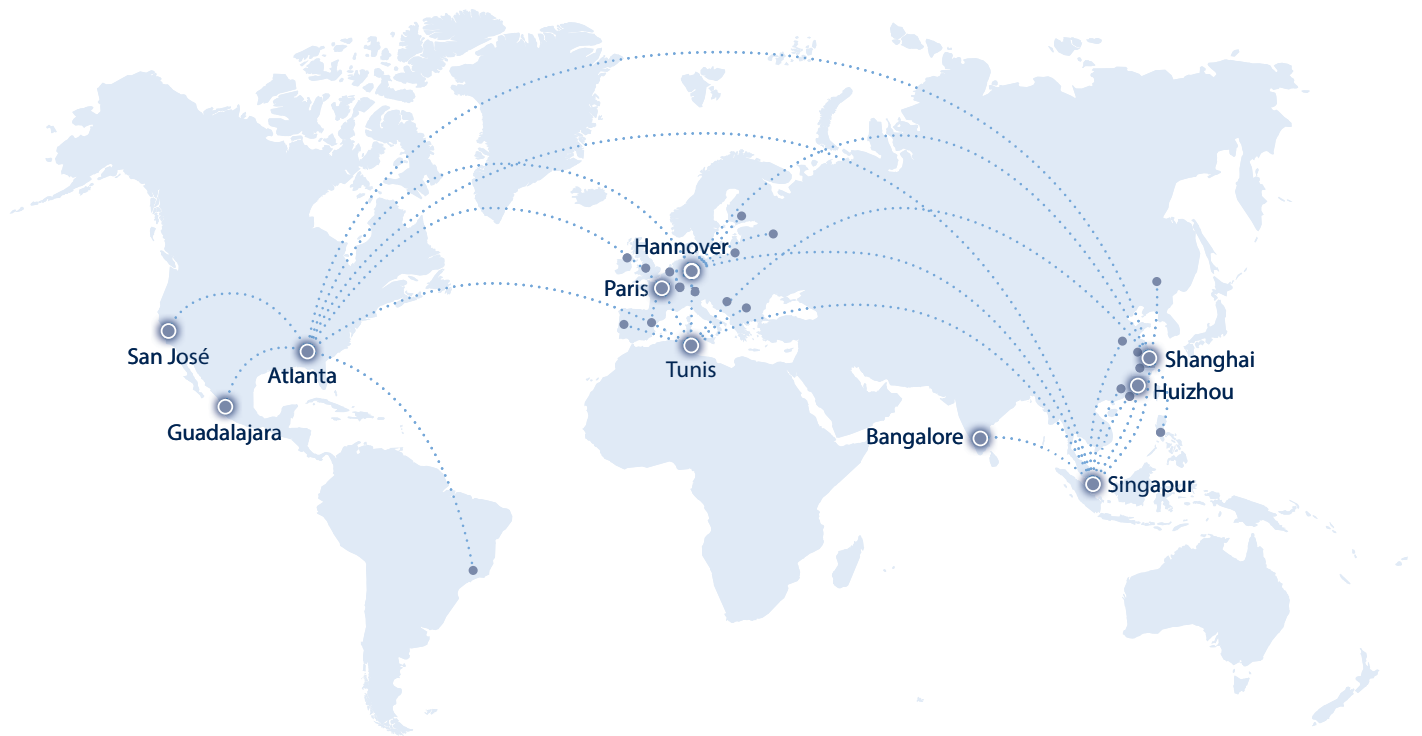 Hannover
Paris
San José
Tunis
Shanghai
Atlanta
Huizhou
Guadalajara
Bangalore
Singapur